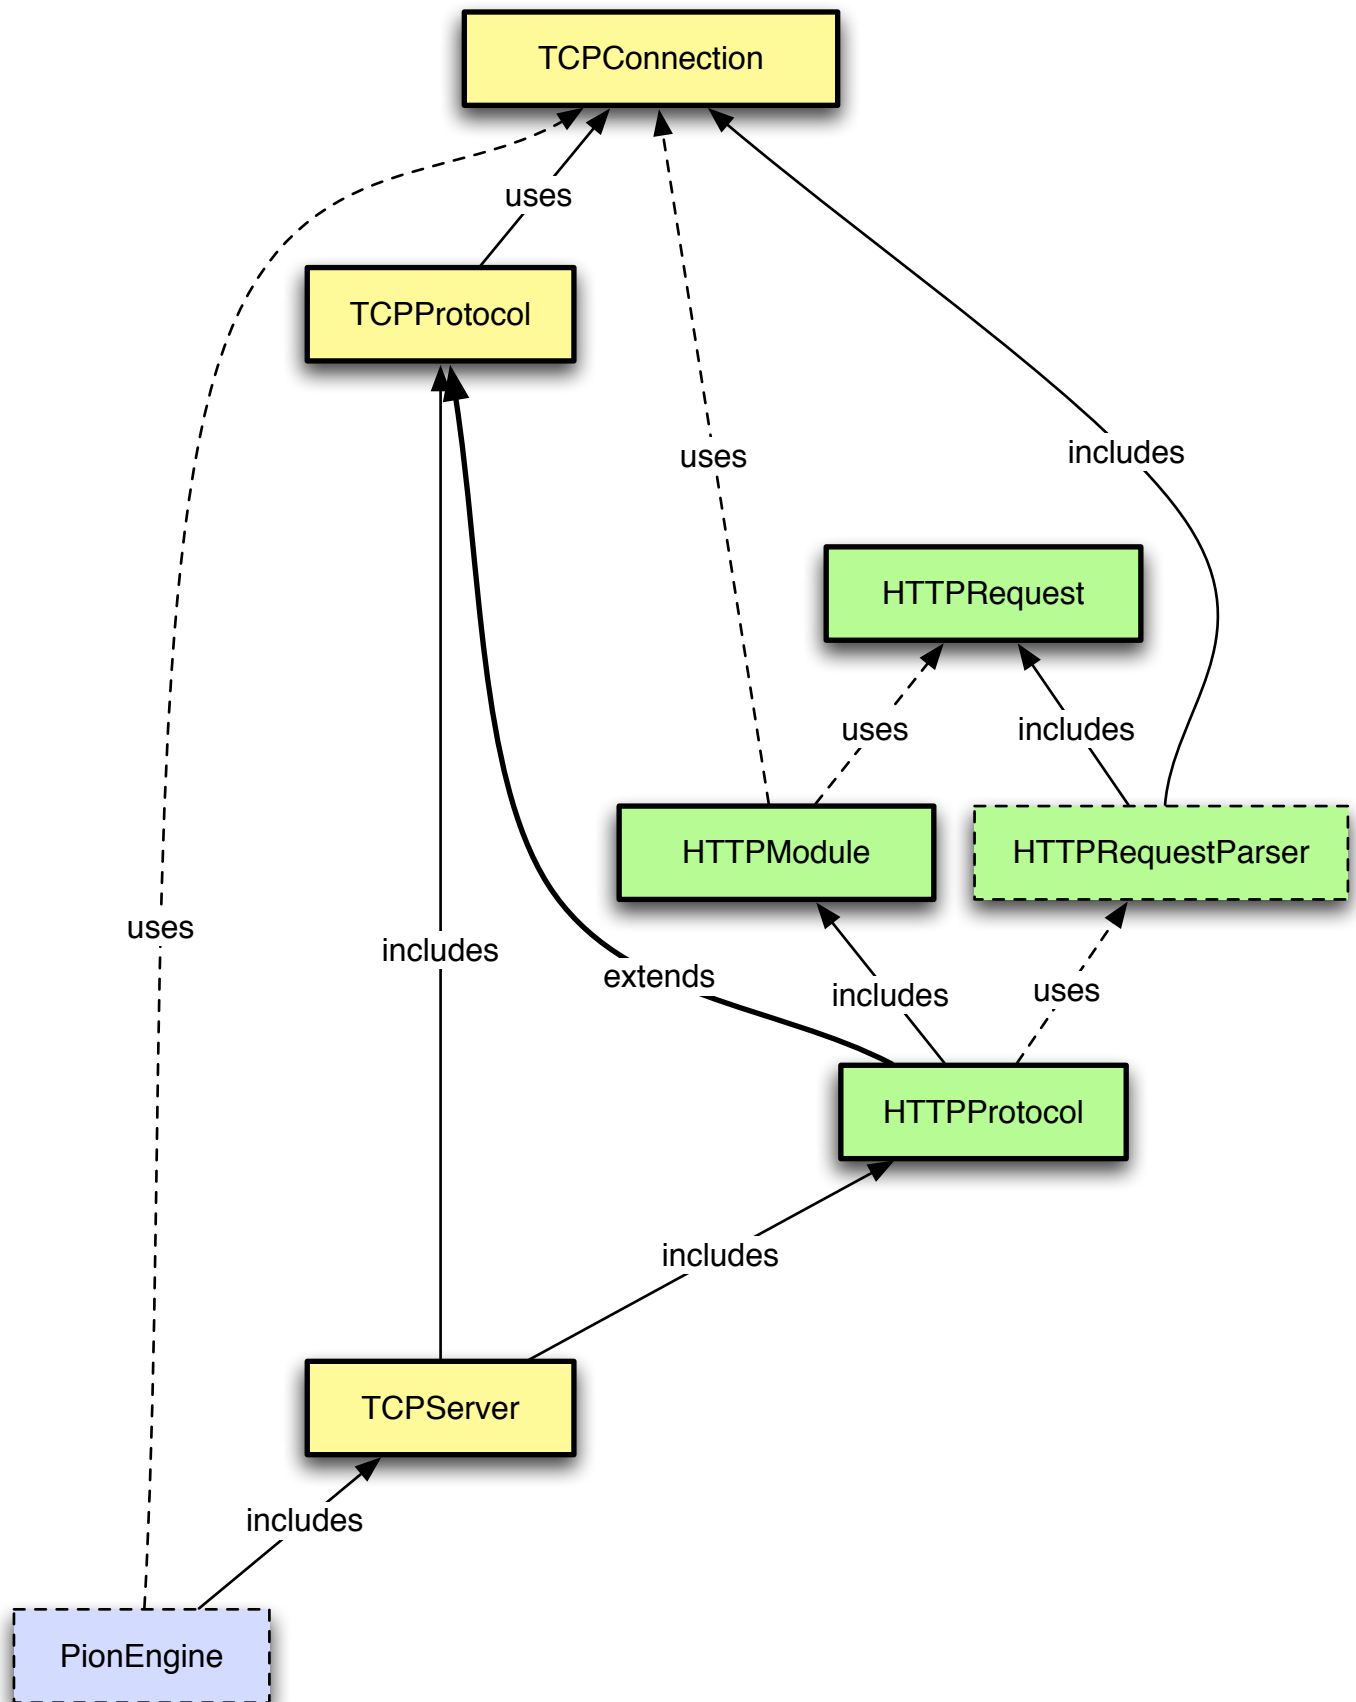 TCPConnection
uses
TCPProtocol
includes
uses
HTTPRequest
uses
includes
HTTPModule
HTTPRequestParser
uses
includes
extends
includes
uses
HTTPProtocol
includes
TCPServer
includes
PionEngine